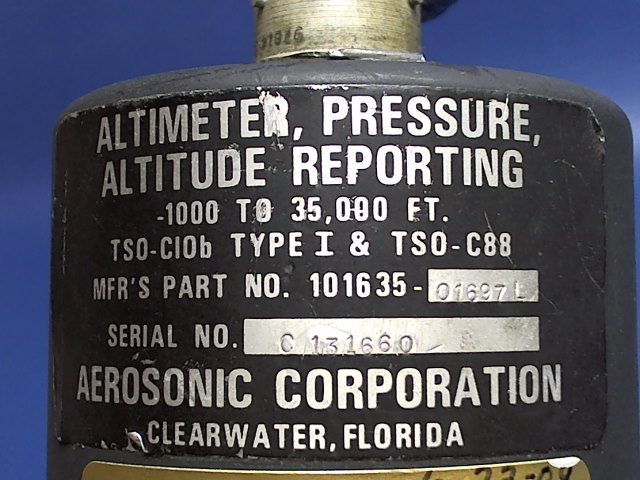 ALTIMETER, PRESSURE,
ALTITUDE REPORTING
-1000 TO 35,000 FT.
TSO-C10b TYPE I & TSO-C88
MFR'S PART NO. 101635-01697L
SERIAL NO. C131660
AEROSONIC CORPORATION
CLEARWATER, FLORIDA